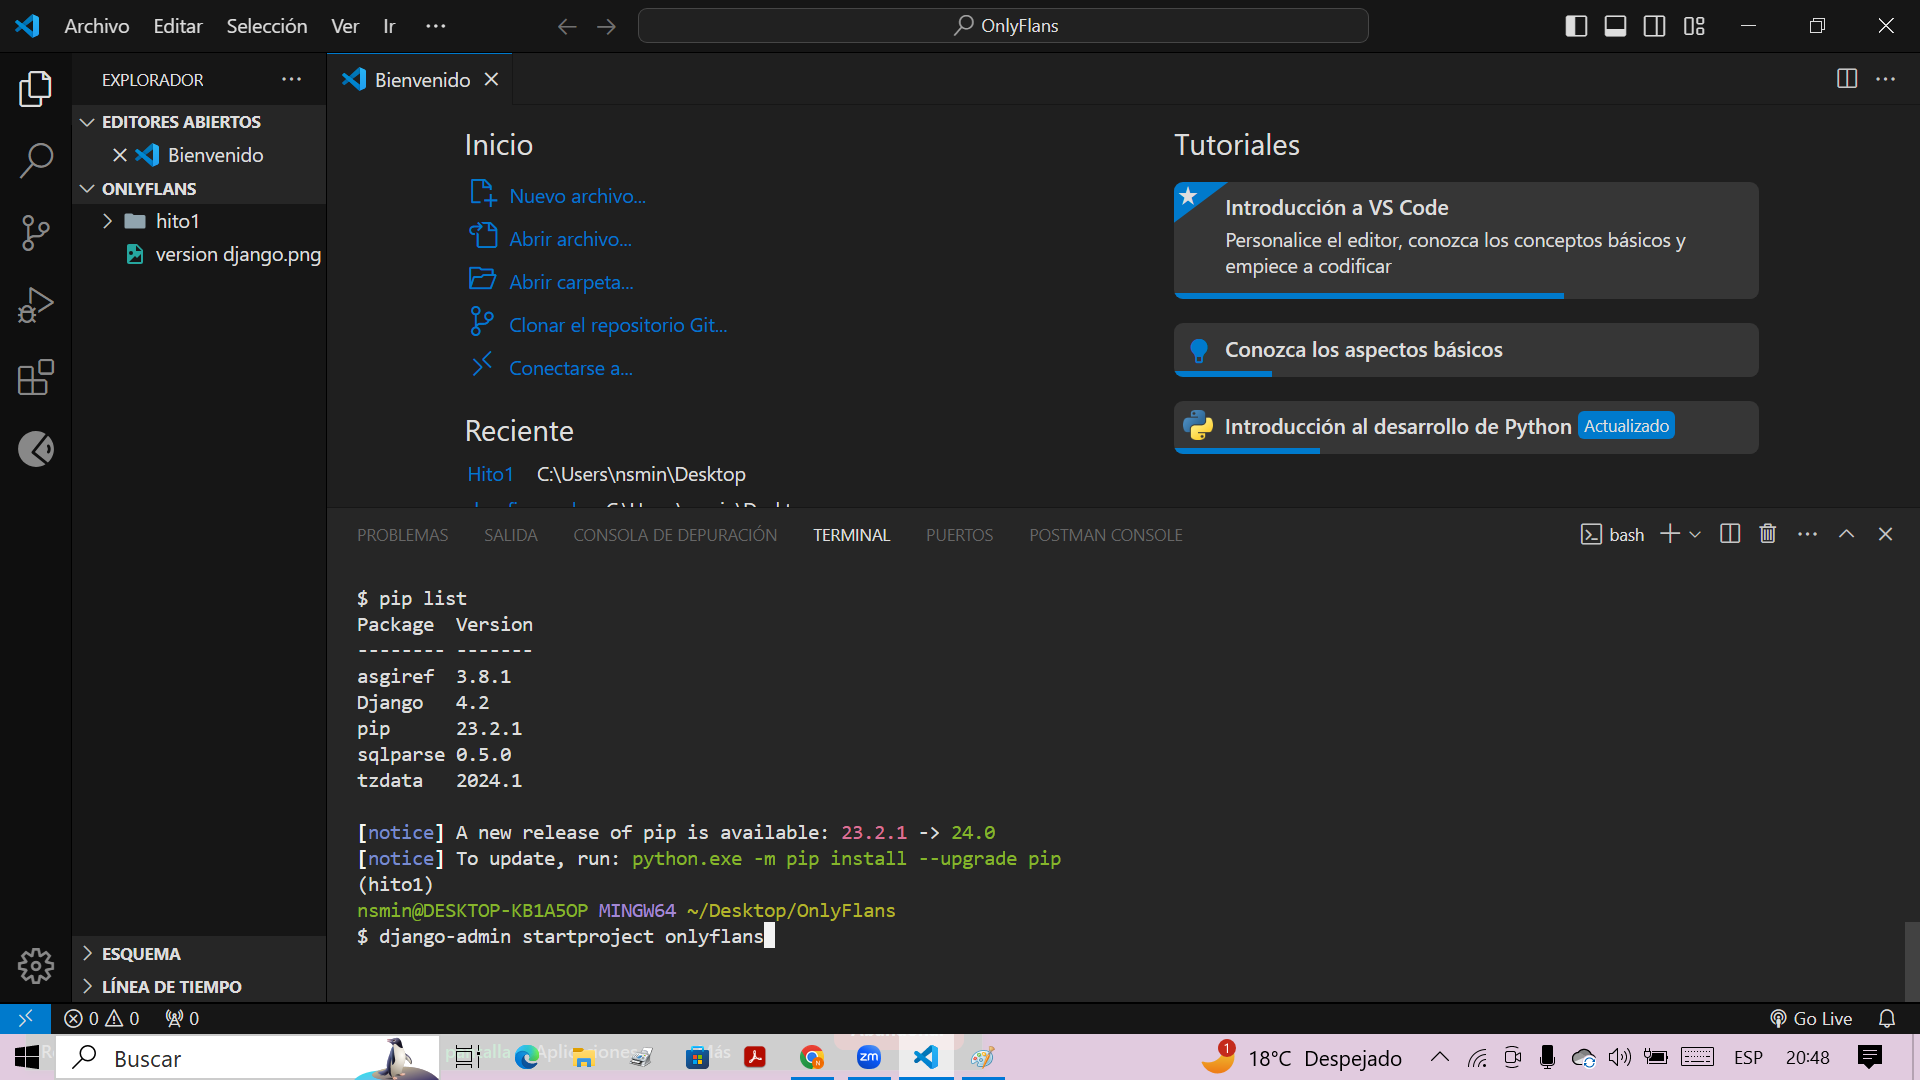 Archivo Editar Selección Ver Ir ··· OnlyFlans
EXPLORADOR ···
EDITORES ABIERTOS
Bienvenido
ONLYFLANS
hito1
version django.png
ESQUEMA
LÍNEA DE TIEMPO
Bienvenido
Inicio
Nuevo archivo...
Abrir archivo...
Abrir carpeta...
Clonar el repositorio Git...
Conectarse a...
Reciente
Hito1 C:\Users\nsmin\Desktop
Tutoriales
Introducción a VS Code
Personalice el editor, conozca los conceptos básicos y
empiece a codificar
Conozca los aspectos básicos
Introducción al desarrollo de Python Actualizado
PROBLEMAS SALIDA CONSOLA DE DEPURACIÓN TERMINAL PUERTOS POSTMAN CONSOLE bash
$ pip list
Package Version
-------- -------
asgiref 3.8.1
Django 4.2
pip 23.2.1
sqlparse 0.5.0
tzdata 2024.1
[notice] A new release of pip is available: 23.2.1 -> 24.0
[notice] To update, run: python.exe -m pip install --upgrade pip
(hito1)
nsmin@DESKTOP-KB1A5OP MINGW64 ~/Desktop/OnlyFlans
$ django-admin startproject onlyflans
0 0 0 Go Live
Buscar zm 1 18°C Despejado ESP 20:48